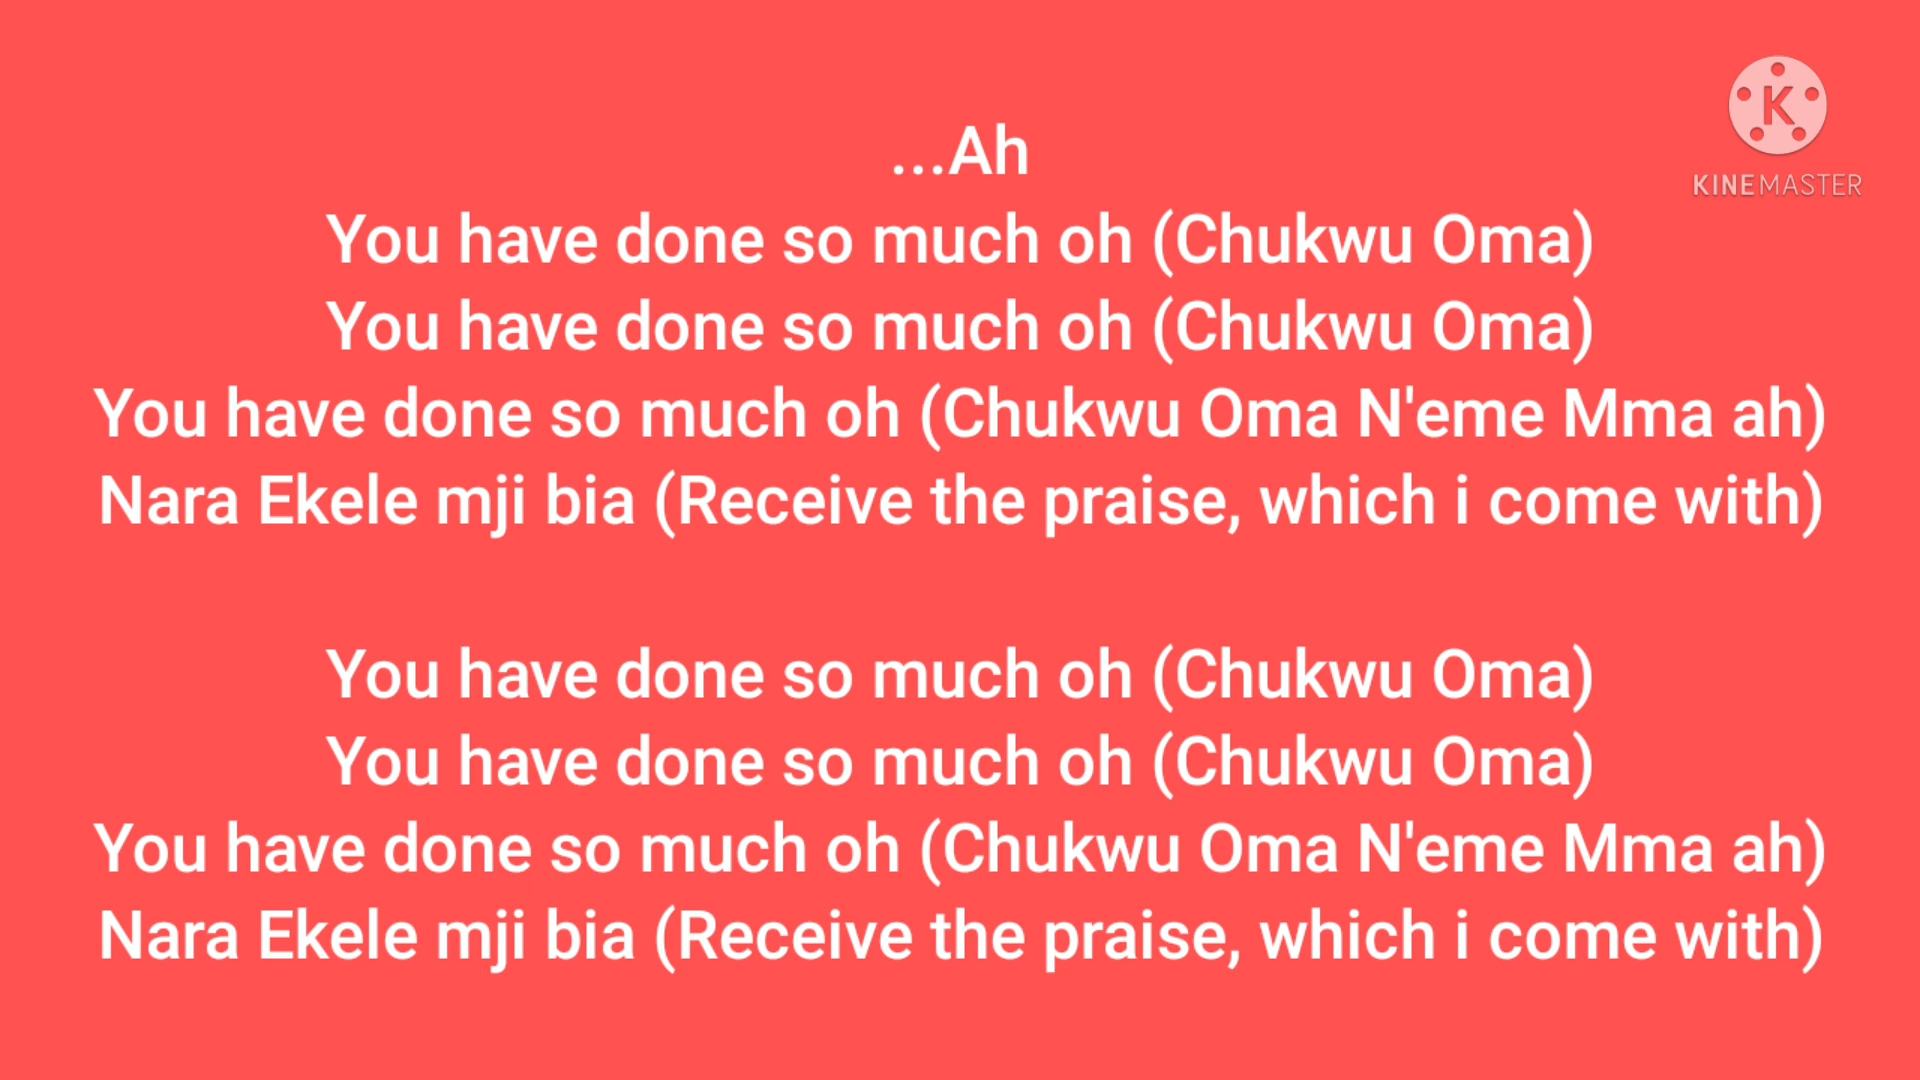 ...Ah
You have done so much oh (Chukwu Oma)
You have done so much oh (Chukwu Oma)
You have done so much oh (Chukwu Oma N'eme Mma ah)
Nara Ekele mji bia (Receive the praise, which i come with)
You have done so much oh (Chukwu Oma)
You have done so much oh (Chukwu Oma)
You have done so much oh (Chukwu Oma N'eme Mma ah)
Nara Ekele mji bia (Receive the praise, which i come with)
K
KINEMASTER